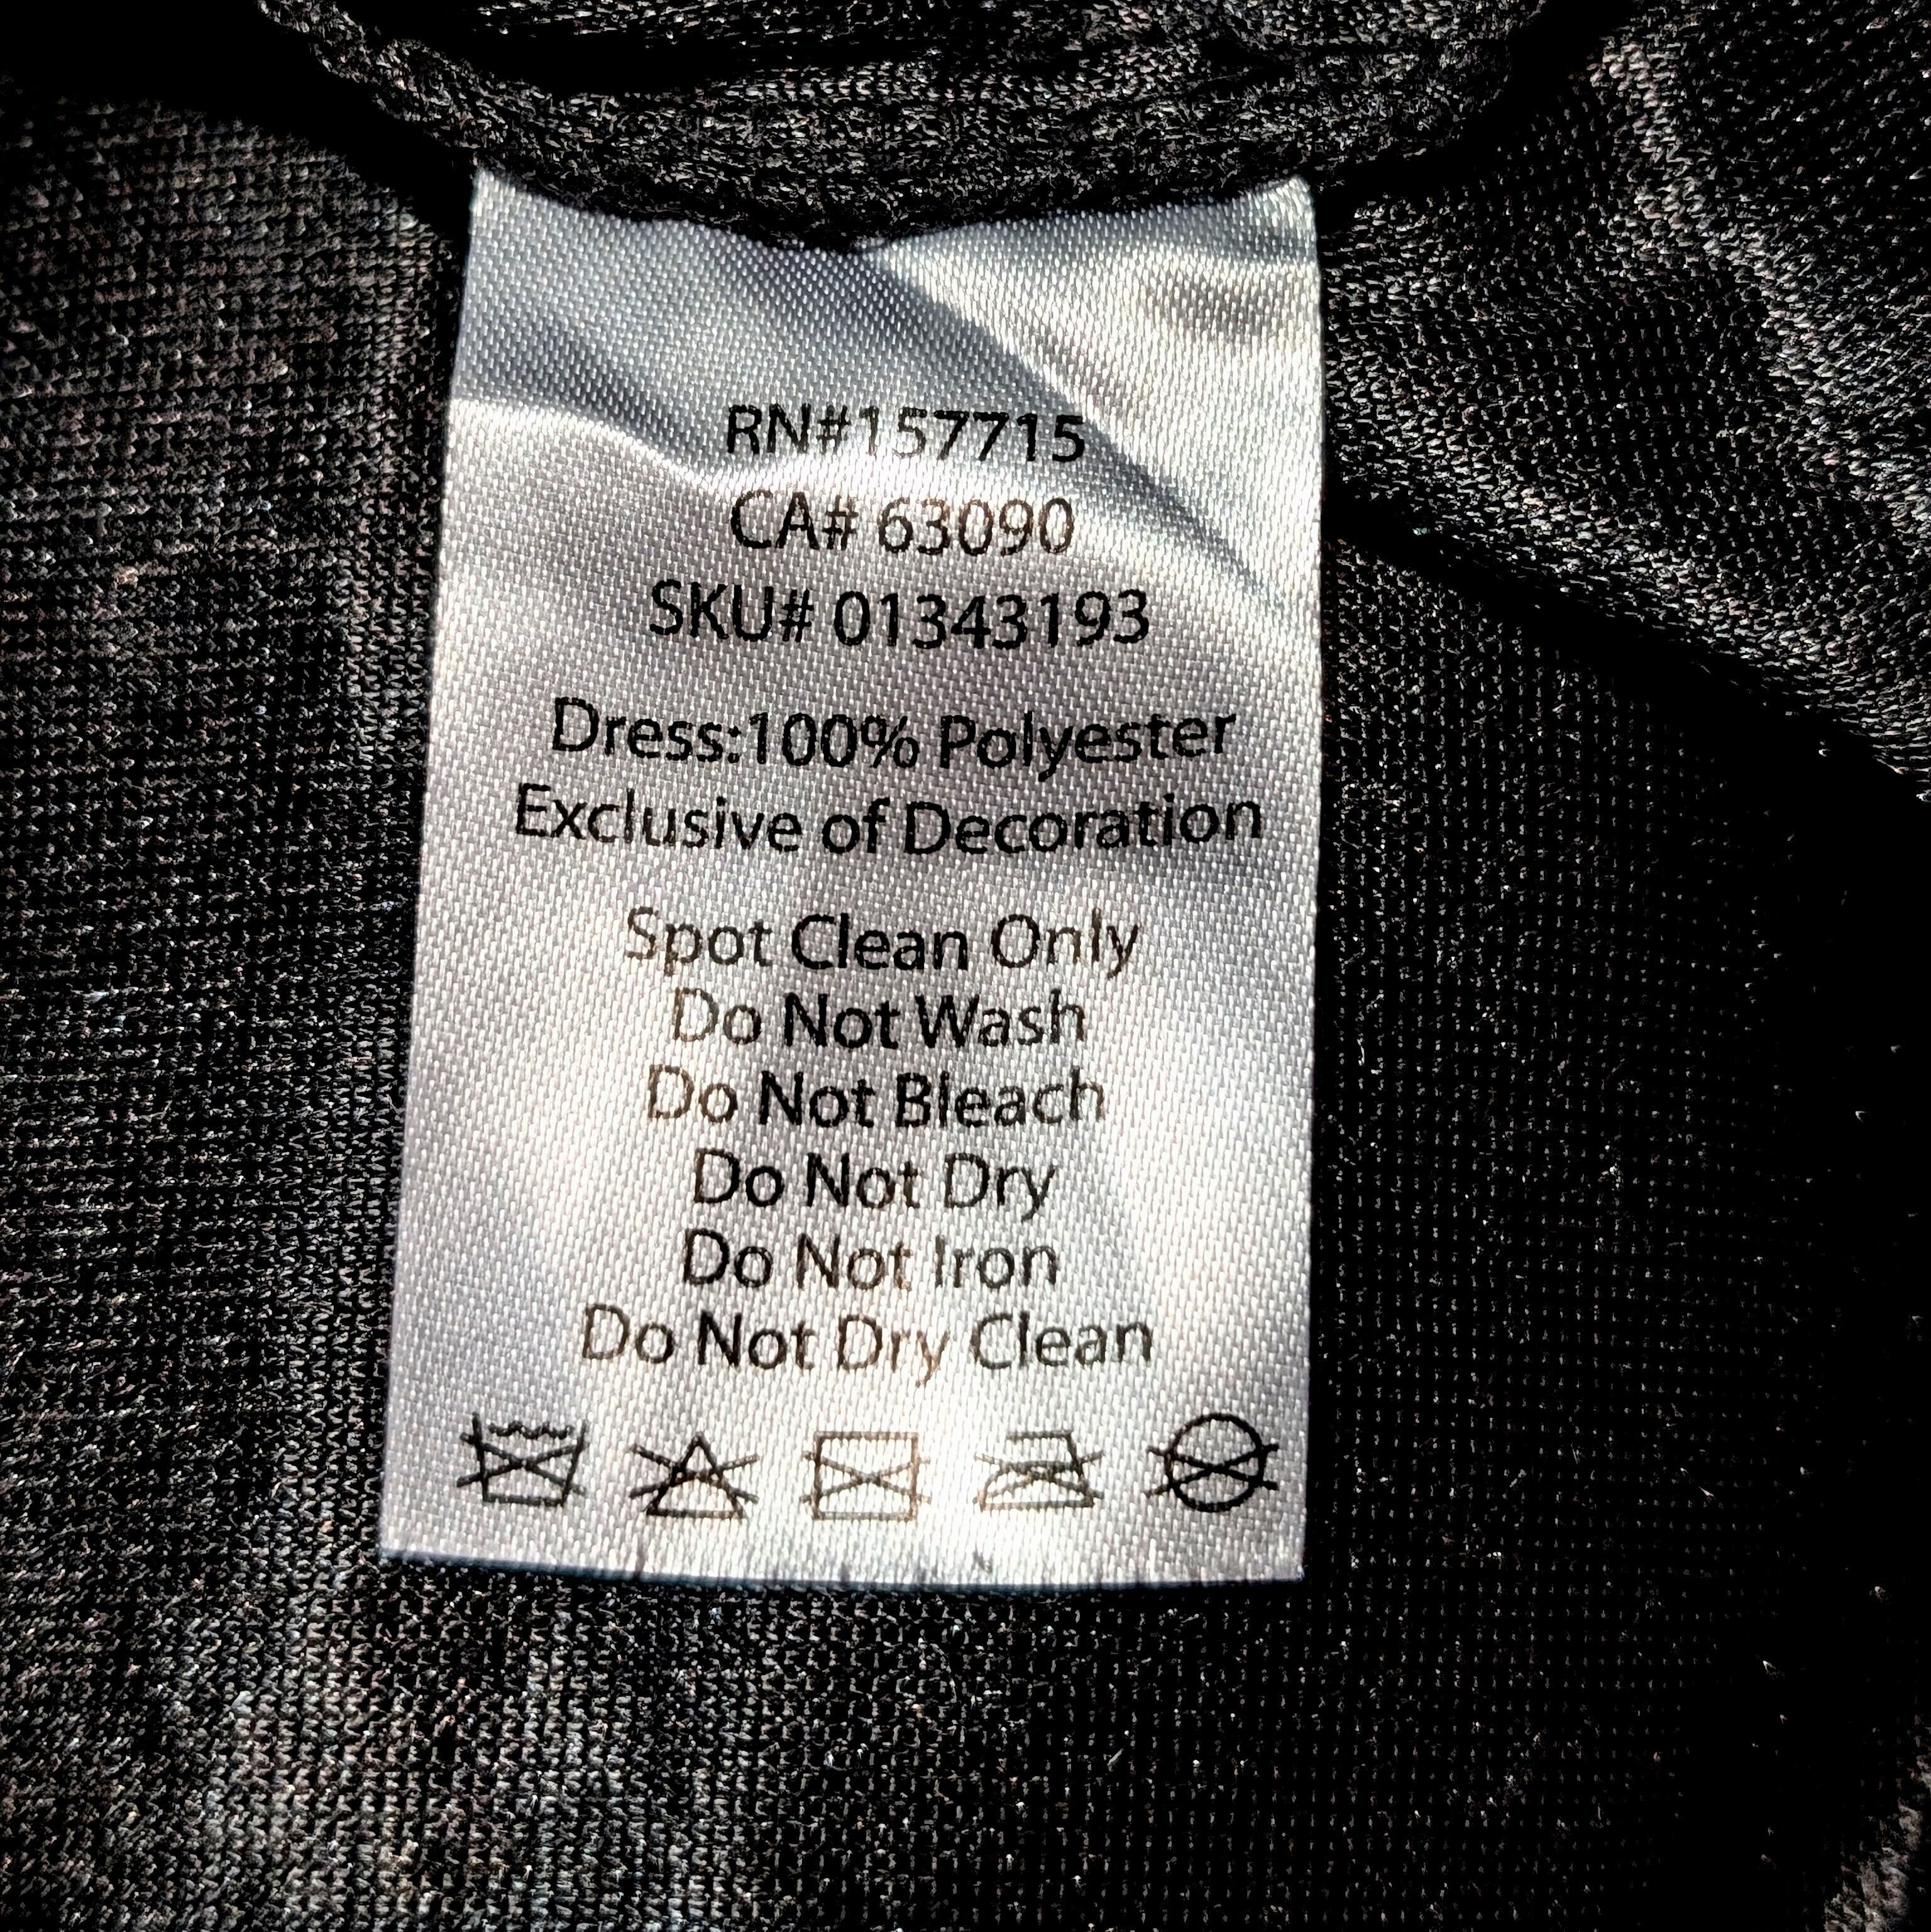 RN#157715
CA# 63090
SKU# 01343193
Dress:100% Polyester
Exclusive of Decoration
Spot Clean Only
Do Not Wash
Do Not Bleach
Do Not Dry
Do Not Iron
Do Not Dry Clean